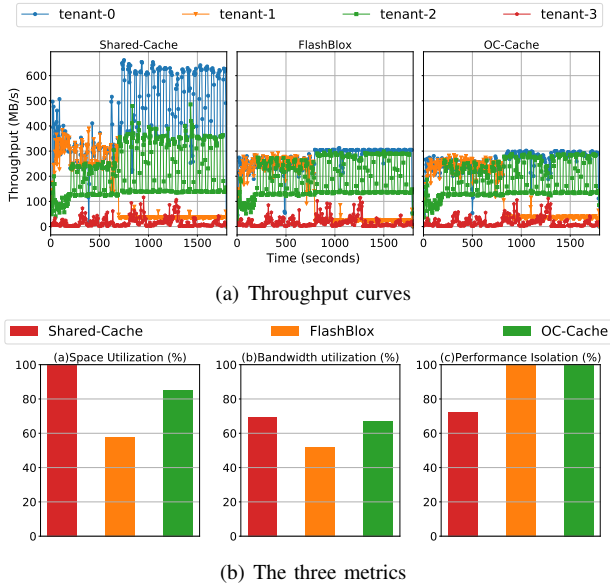 tenant-0 tenant-1 tenant-2 tenant-3
Shared-Cache FlashBlox OC-Cache
Throughput (MB/s)
600
500
400
300
200
100
0
0 500 1000 1500 0 500 1000 1500 0 500 1000 1500
Time (seconds)
(a) Throughput curves
Shared-Cache FlashBlox OC-Cache
(a)Space Utilization (%) (b)Bandwidth utilization (%) (c)Performance Isolation (%)
100 100 100
80 80 80
60 60 60
40 40 40
20 20 20
0 0 0
(b) The three metrics